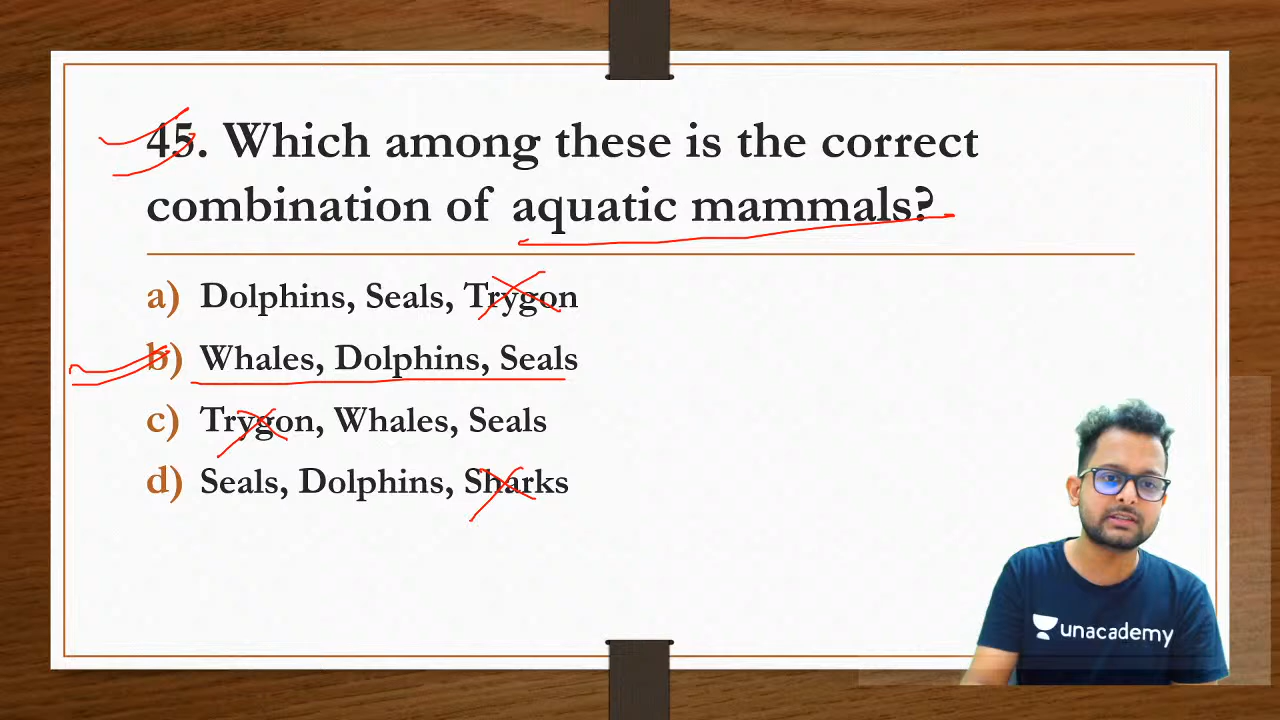 45. Which among these is the correct
combination of aquatic mammals?
a) Dolphins, Seals, Trygon
b) Whales, Dolphins, Seals
c) Trygon, Whales, Seals
d) Seals, Dolphins, Sharks
unacademy